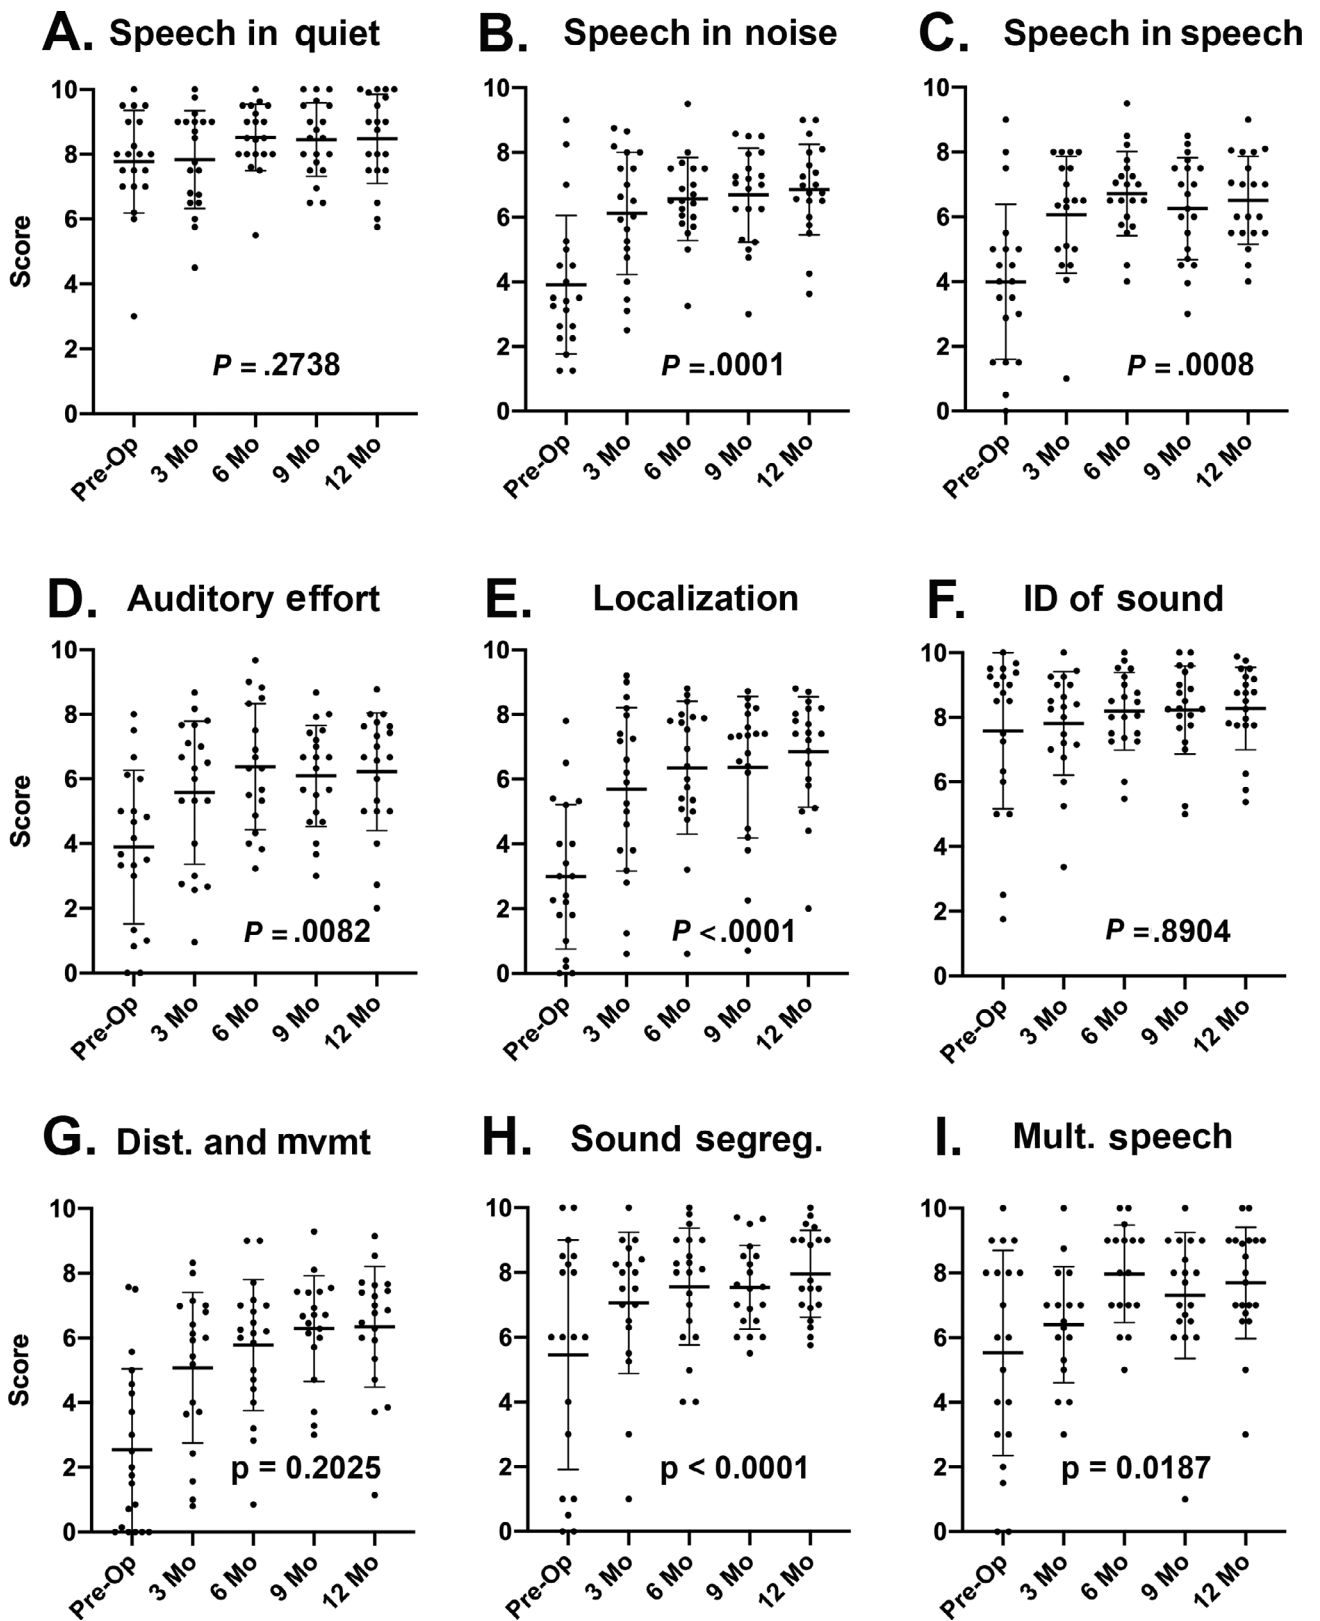 A. Speech in quiet
B. Speech in noise
C. Speech in speech
10
8
6
4
2
0
Score
P = .2738
Pre-Op
3 Mo
6 Mo
9 Mo
12 Mo
10
8
6
4
2
0
P = .0001
Pre-Op
3 Mo
6 Mo
9 Mo
12 Mo
10
8
6
4
2
0
P = .0008
Pre-Op
3 Mo
6 Mo
9 Mo
12 Mo
D. Auditory effort
E. Localization
F. ID of sound
10
8
6
4
2
0
Score
P = .0082
Pre-Op
3 Mo
6 Mo
9 Mo
12 Mo
10
8
6
4
2
0
P < .0001
Pre-Op
3 Mo
6 Mo
9 Mo
12 Mo
10
8
6
4
2
0
P = .8904
Pre-Op
3 Mo
6 Mo
9 Mo
12 Mo
G. Dist. and mvmt
H. Sound segreg.
I. Mult. speech
10
8
6
4
2
0
Score
p = 0.2025
Pre-Op
3 Mo
6 Mo
9 Mo
12 Mo
10
8
6
4
2
0
p < 0.0001
Pre-Op
3 Mo
6 Mo
9 Mo
12 Mo
10
8
6
4
2
0
p = 0.0187
Pre-Op
3 Mo
6 Mo
9 Mo
12 Mo